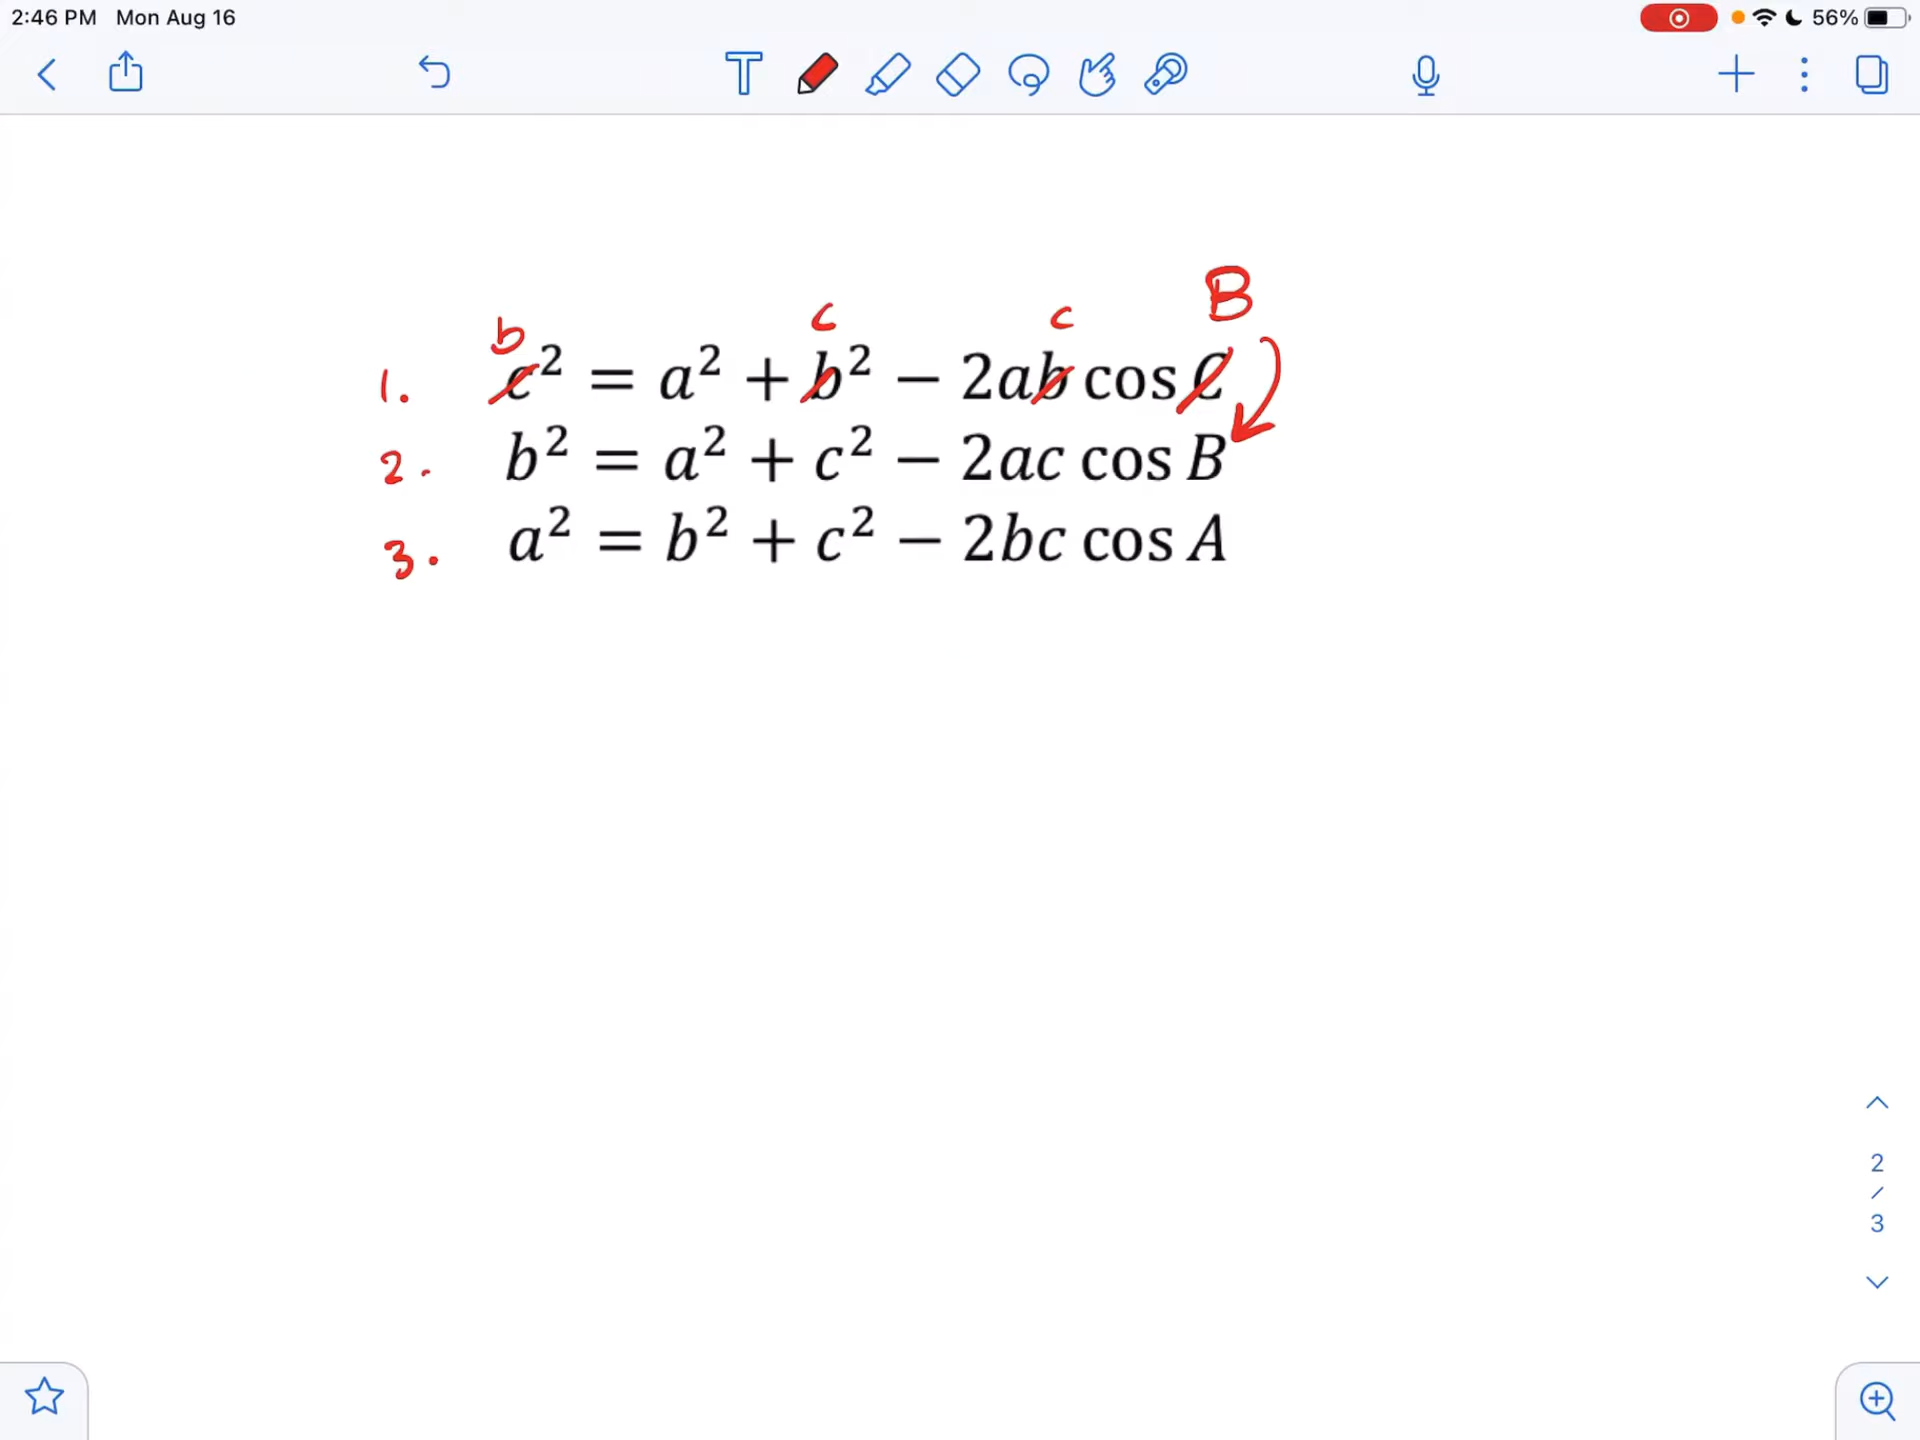 2:46 PM Mon Aug 16 56%
T
b c c B
1. c² = a² + b² − 2ab cos C
2. b² = a² + c² − 2ac cos B
3. a² = b² + c² − 2bc cos A
2
/
3